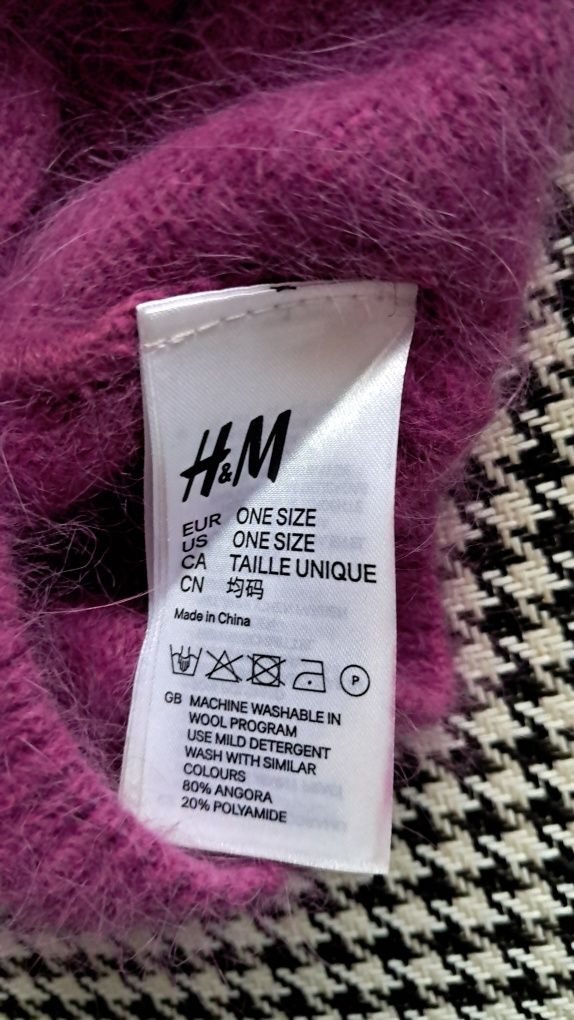 H&M
EUR ONE SIZE
US ONE SIZE
CA TAILLE UNIQUE
CN 均码
Made in China
P
GB MACHINE WASHABLE IN
WOOL PROGRAM
USE MILD DETERGENT
WASH WITH SIMILAR
COLOURS
80% ANGORA
20% POLYAMIDE